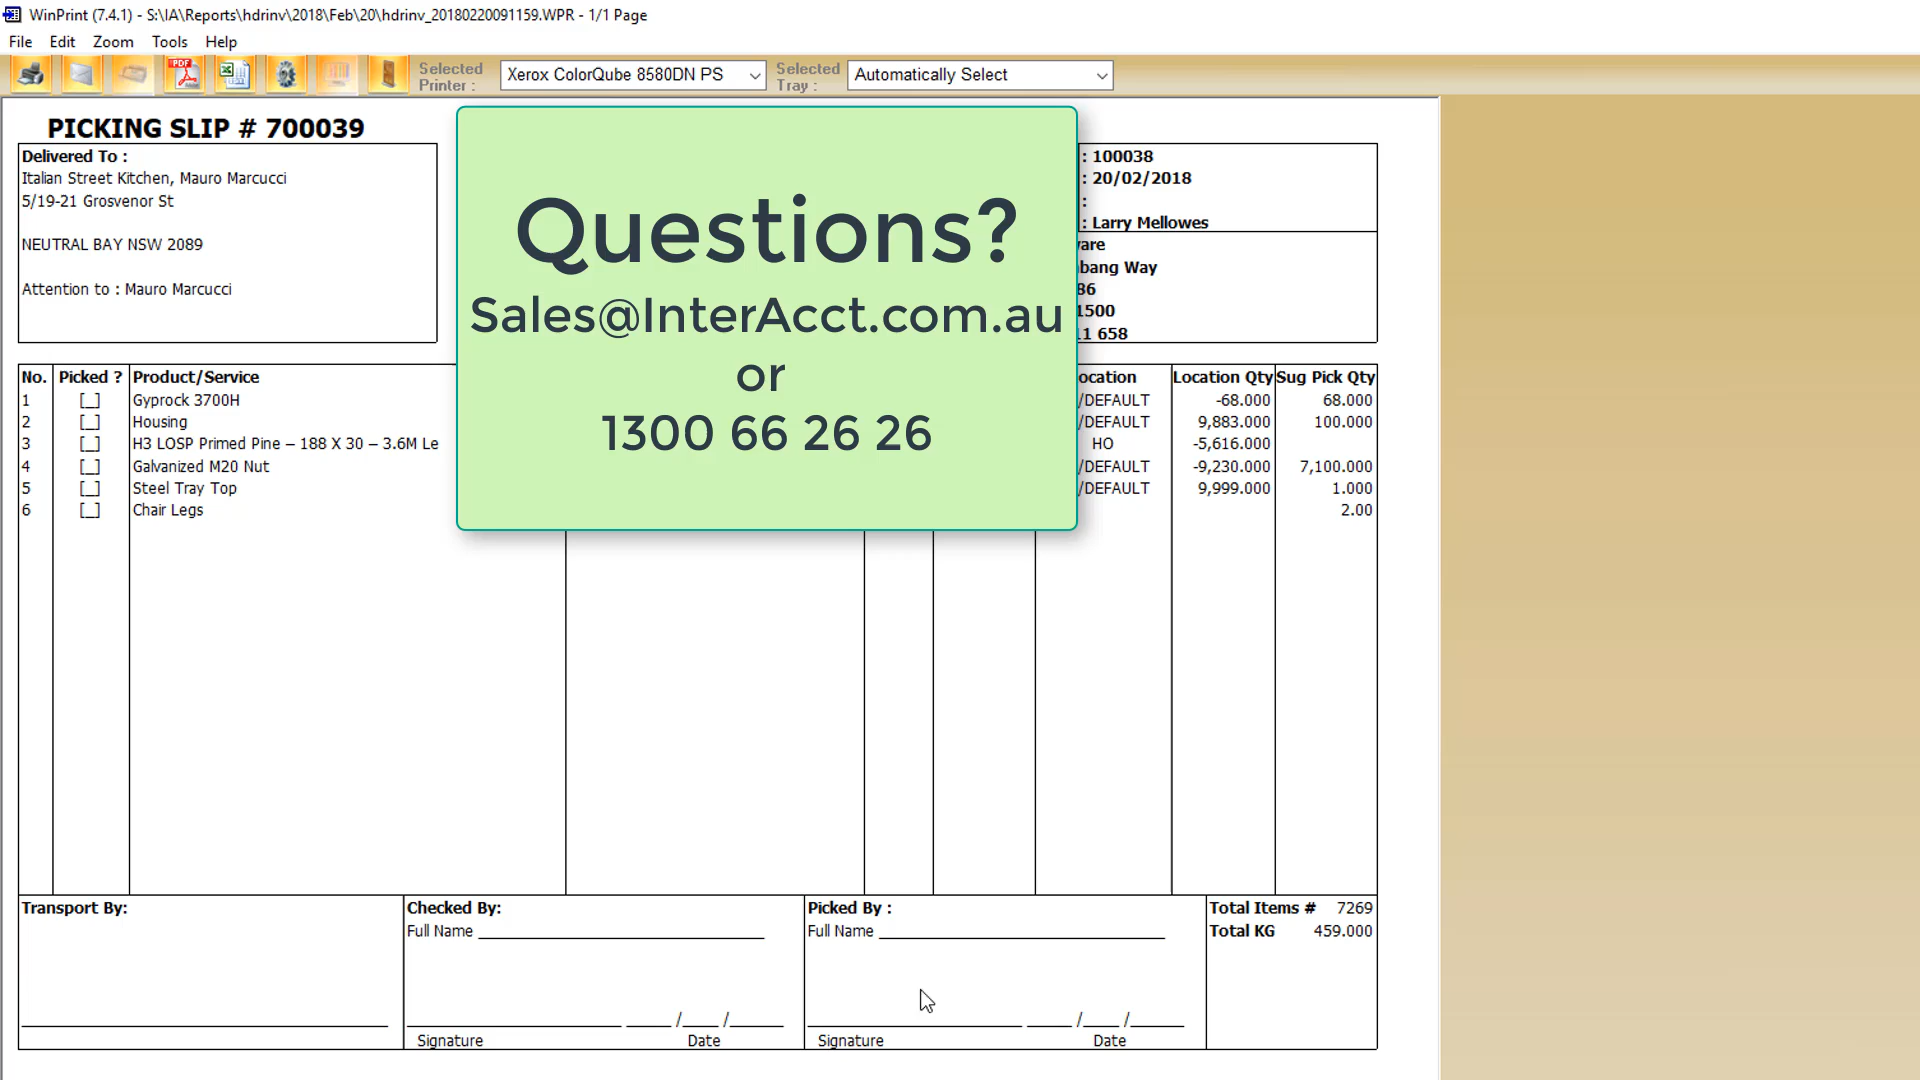 WinPrint (7.4.1) - S:\IA\Reports\hdrinv\2018\Feb\20\hdrinv_20180220091159.WPR - 1/1 Page
File Edit Zoom Tools Help
PDF
Selected Printer : Xerox ColorQube 8580DN PS Selected Tray : Automatically Select
PICKING SLIP # 700039
Delivered To :
Italian Street Kitchen, Mauro Marcucci
5/19-21 Grosvenor St
NEUTRAL BAY NSW 2089
Attention to : Mauro Marcucci
Questions?
Sales@InterAcct.com.au
or
1300 66 26 26
: 100038
: 20/02/2018
:
: Larry Mellowes
are
bang Way
86
1500
11 658
No. Picked ? Product/Service ocation Location Qty Sug Pick Qty
1 [_] Gyprock 3700H /DEFAULT -68.000 68.000
2 [_] Housing /DEFAULT 9,883.000 100.000
3 [_] H3 LOSP Primed Pine – 188 X 30 – 3.6M Le HO -5,616.000
4 [_] Galvanized M20 Nut /DEFAULT -9,230.000 7,100.000
5 [_] Steel Tray Top /DEFAULT 9,999.000 1.000
6 [_] Chair Legs 2.00
Transport By: Checked By: Picked By : Total Items # 7269
Full Name Full Name Total KG 459.000
/ / / /
Signature Date Signature Date